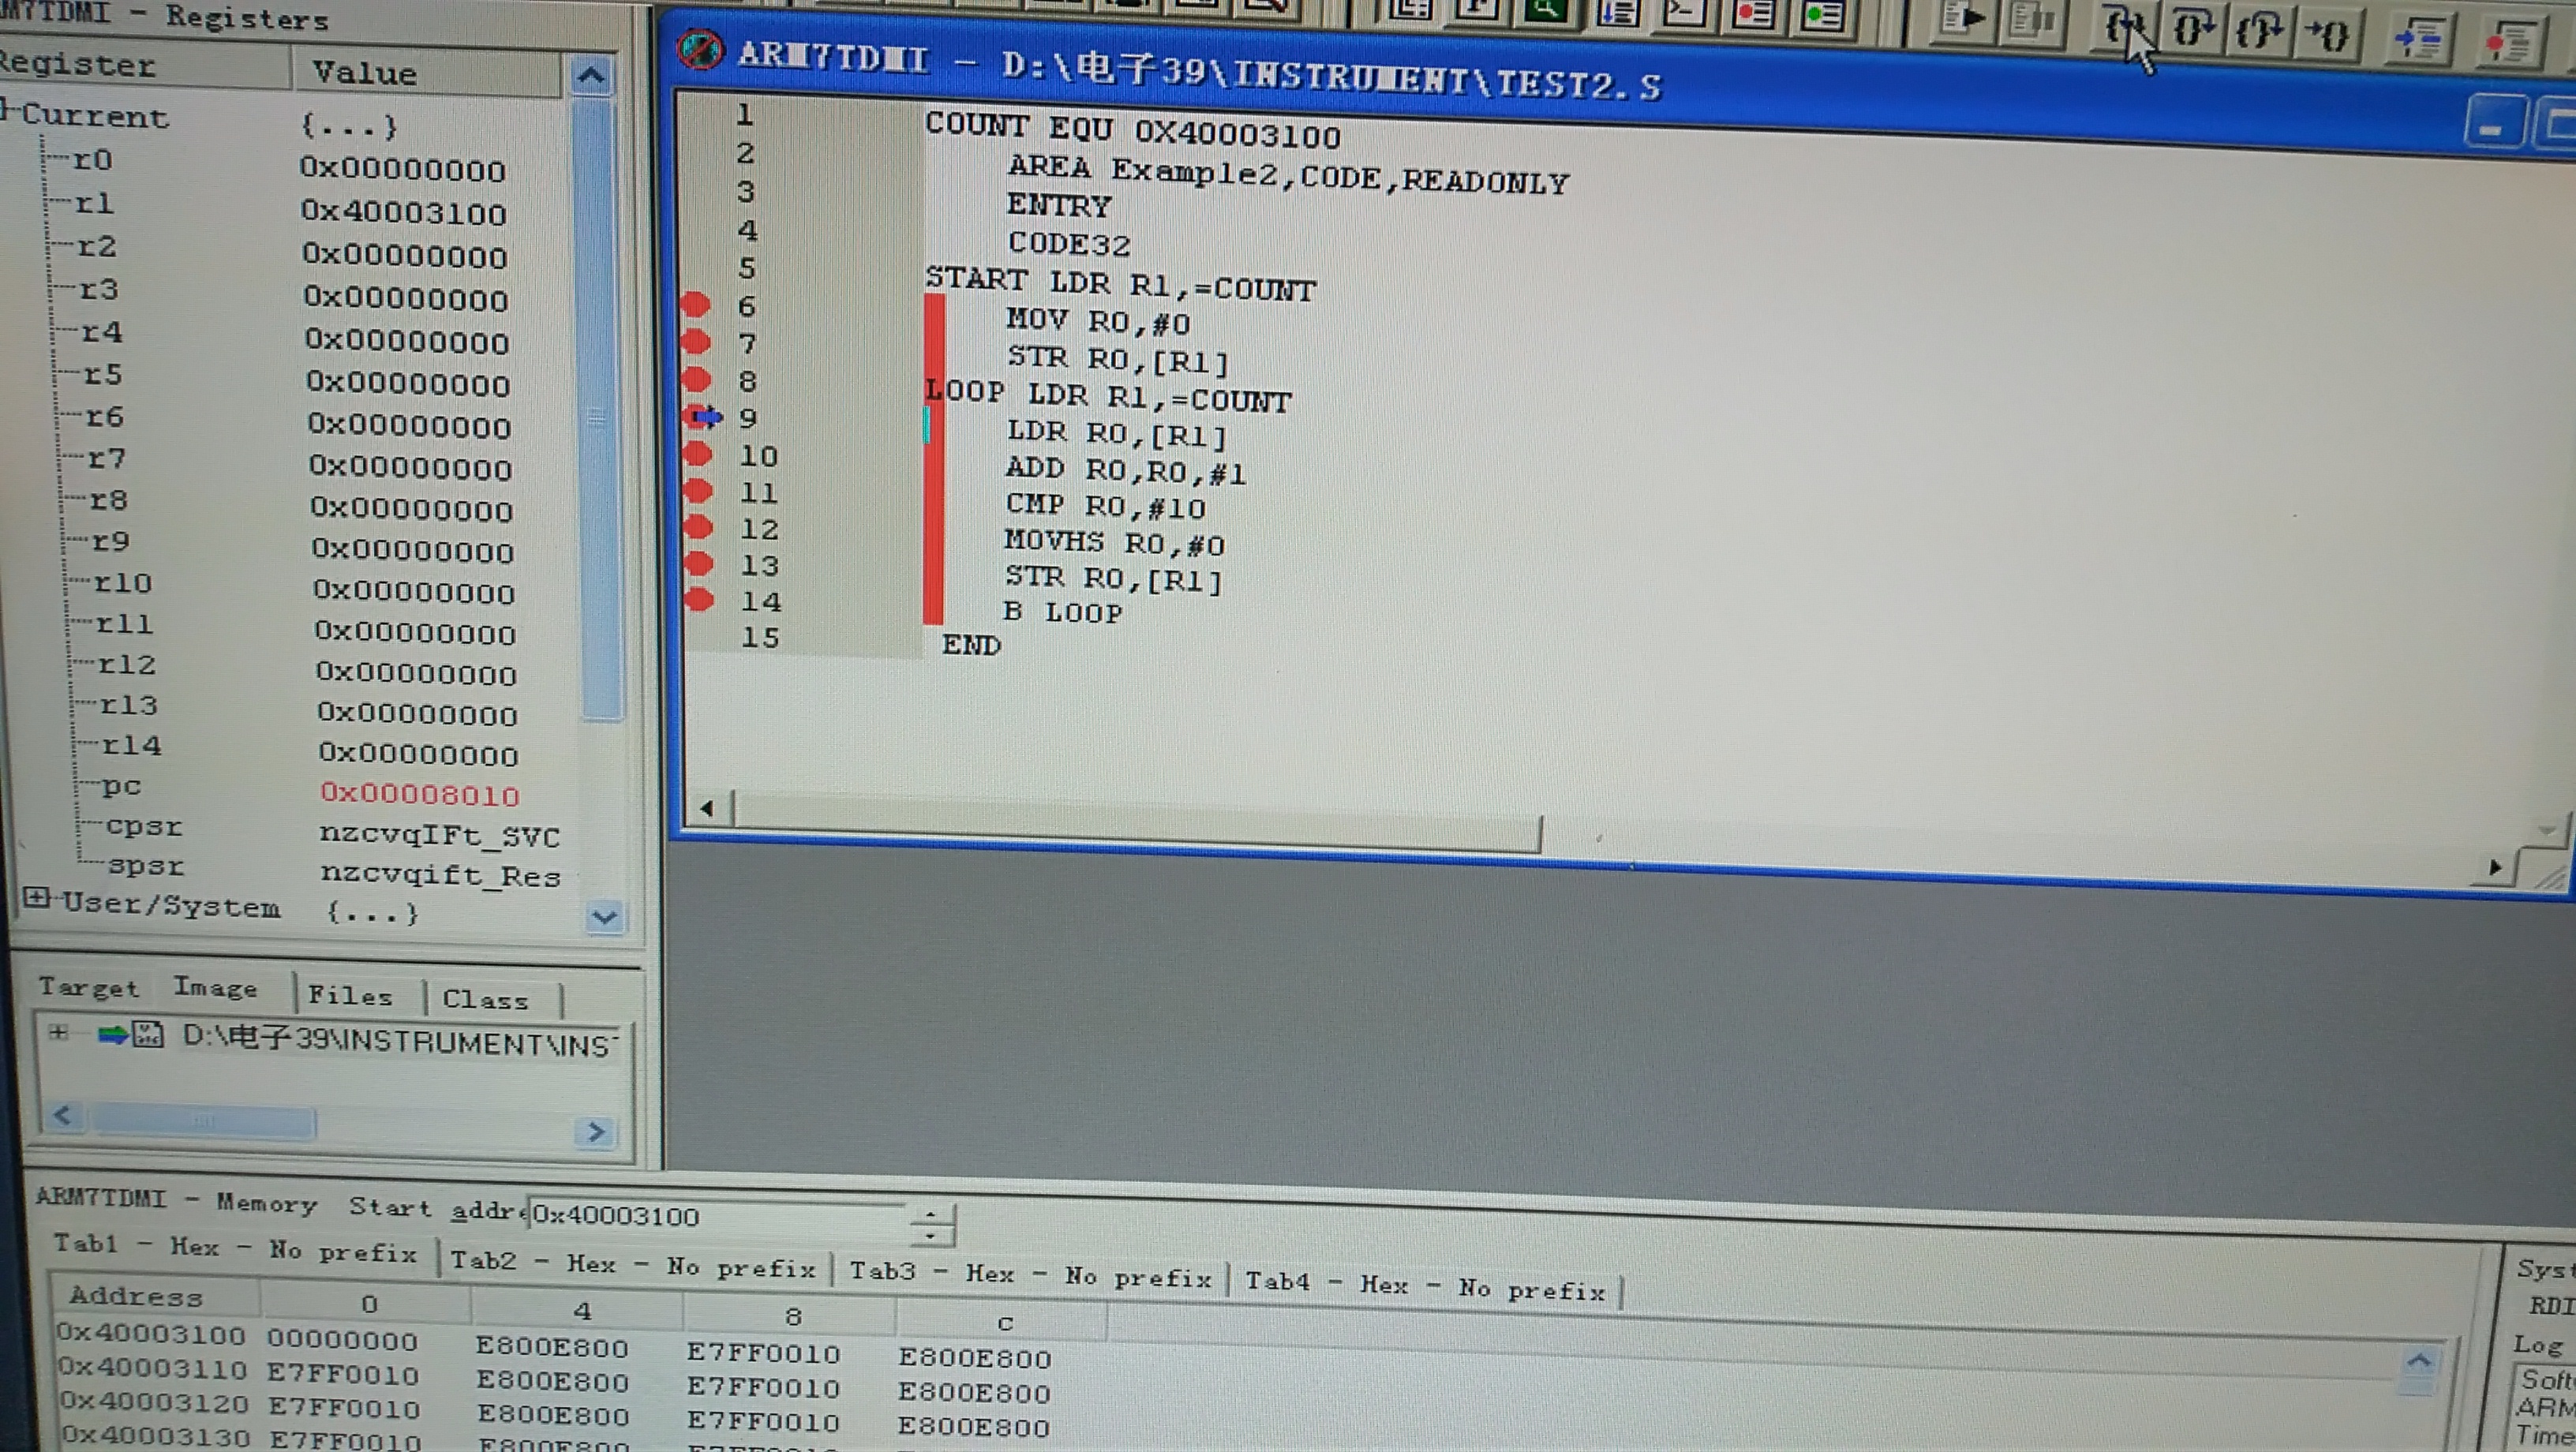 M7TDMI - Registers
Register Value
Current {...}
r0 0x00000000
r1 0x40003100
r2 0x00000000
r3 0x00000000
r4 0x00000000
r5 0x00000000
r6 0x00000000
r7 0x00000000
r8 0x00000000
r9 0x00000000
r10 0x00000000
r11 0x00000000
r12 0x00000000
r13 0x00000000
r14 0x00000000
pc 0x00008010
cpsr nzcvqIFt_SVC
spsr nzcvqift_Res
User/System {...}
Target Image Files Class
D:\电子39\INSTRUMENT\INS
ARM7TDMI - D:\电子39\INSTRUMENT\TEST2.S
1 COUNT EQU 0X40003100
2 AREA Example2,CODE,READONLY
3 ENTRY
4 CODE32
5 START LDR R1,=COUNT
6 MOV R0,#0
7 STR R0,[R1]
8 LOOP LDR R1,=COUNT
9 LDR R0,[R1]
10 ADD R0,R0,#1
11 CMP R0,#10
12 MOVHS R0,#0
13 STR R0,[R1]
14 B LOOP
15 END
ARM7TDMI - Memory Start addre 0x40003100
Tab1 - Hex - No prefix Tab2 - Hex - No prefix Tab3 - Hex - No prefix Tab4 - Hex - No prefix
Address 0 4 8 c
0x40003100 00000000 E800E800 E7FF0010 E800E800
0x40003110 E7FF0010 E800E800 E7FF0010 E800E800
0x40003120 E7FF0010 E800E800 E7FF0010 E800E800
0x40003130 E7FF0010 E800E800
Syst
RDI
Log
Soft
ARM
Time